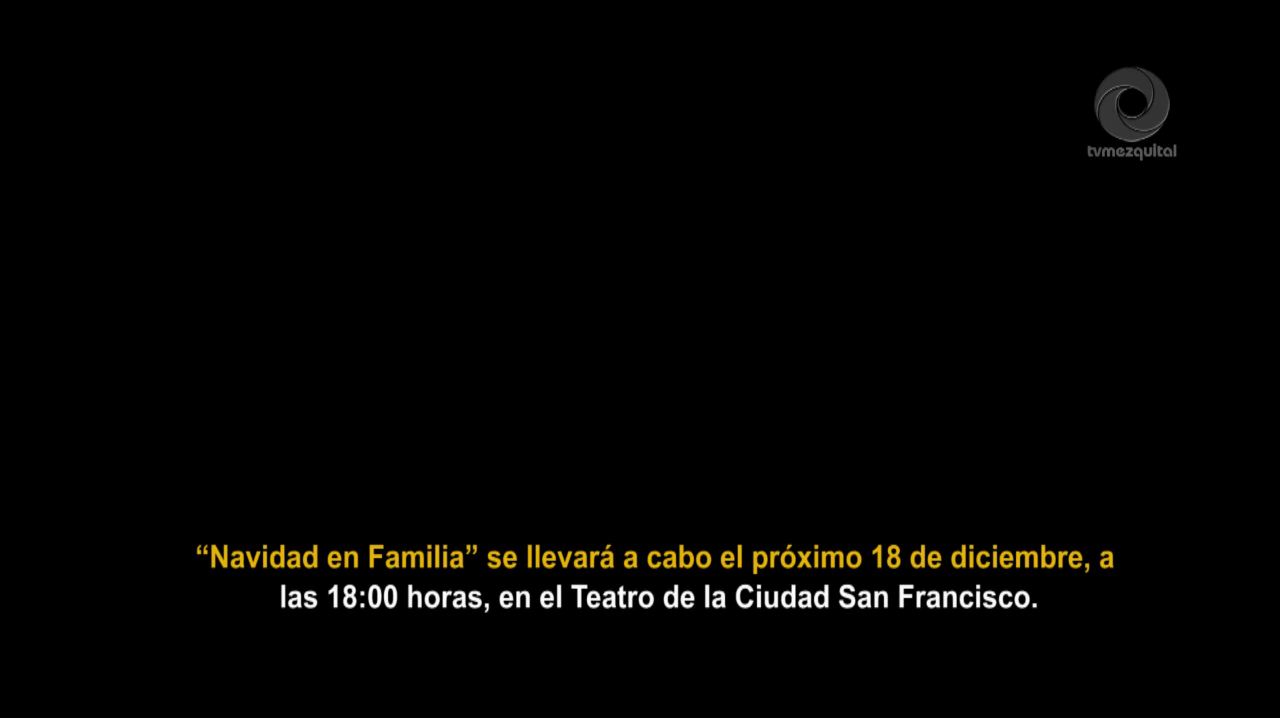 tvmezquital
“Navidad en Familia” se llevará a cabo el próximo 18 de diciembre, a
las 18:00 horas, en el Teatro de la Ciudad San Francisco.